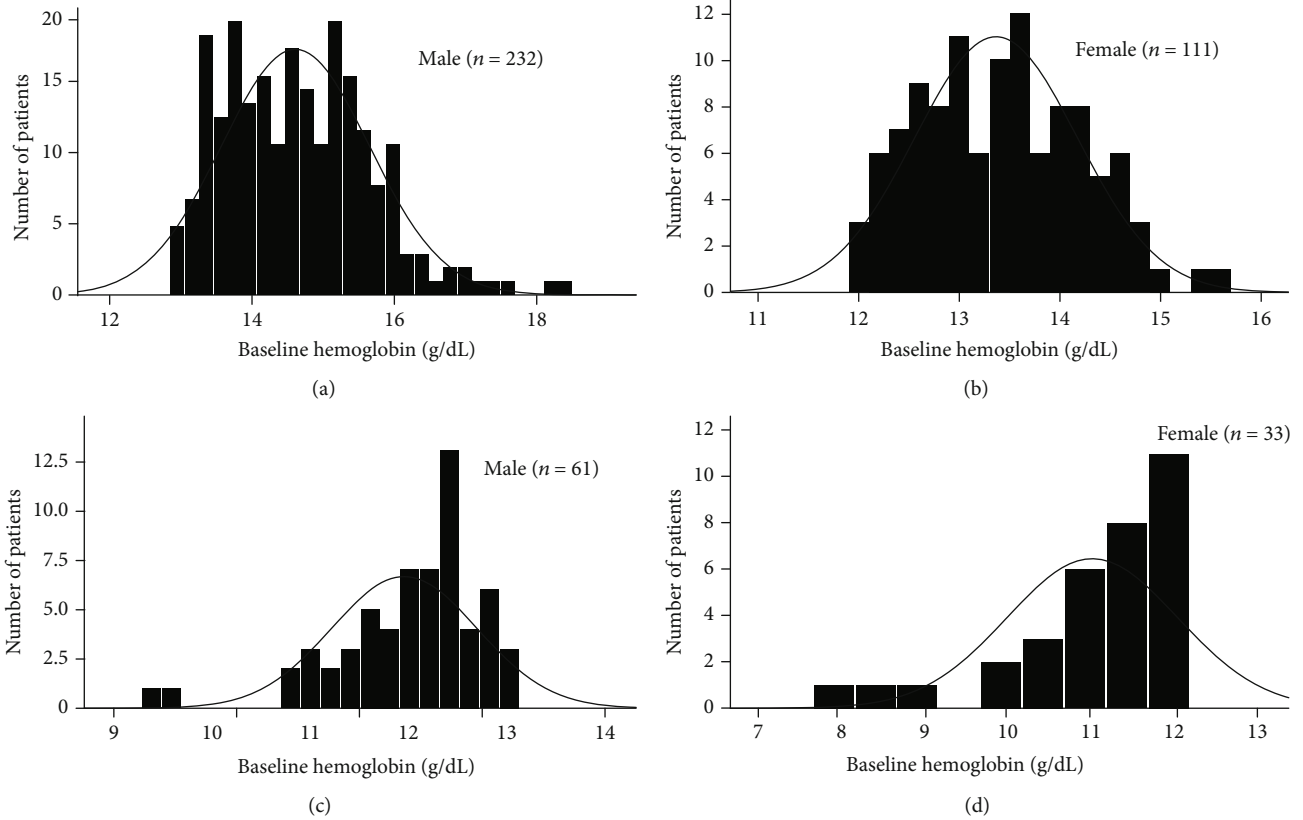 20
15
10
5
0
Number of patients
Male (n = 232)
12 14 16 18
Baseline hemoglobin (g/dL)
(a)
12
10
8
6
4
2
0
Number of patients
Female (n = 111)
11 12 13 14 15 16
Baseline hemoglobin (g/dL)
(b)
12.5
10.0
7.5
5.0
2.5
0
Number of patients
Male (n = 61)
9 10 11 12 13 14
Baseline hemoglobin (g/dL)
(c)
12
10
8
6
4
2
0
Number of patients
Female (n = 33)
7 8 9 10 11 12 13
Baseline hemoglobin (g/dL)
(d)